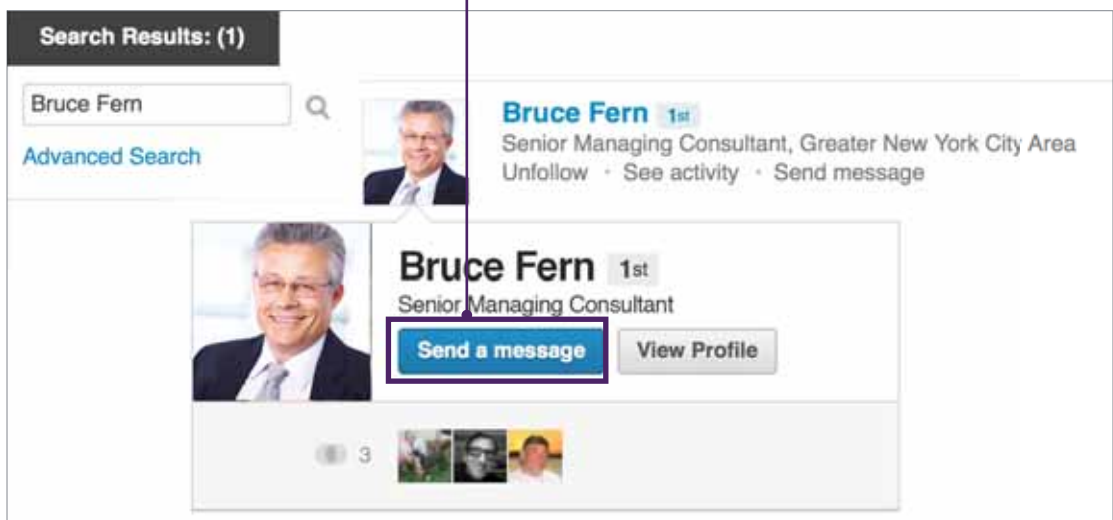 Search Results: (1)
Bruce Fern
Advanced Search
Bruce Fern 1st
Senior Managing Consultant, Greater New York City Area
Unfollow · See activity · Send message
Bruce Fern 1st
Senior Managing Consultant
Send a message View Profile
3